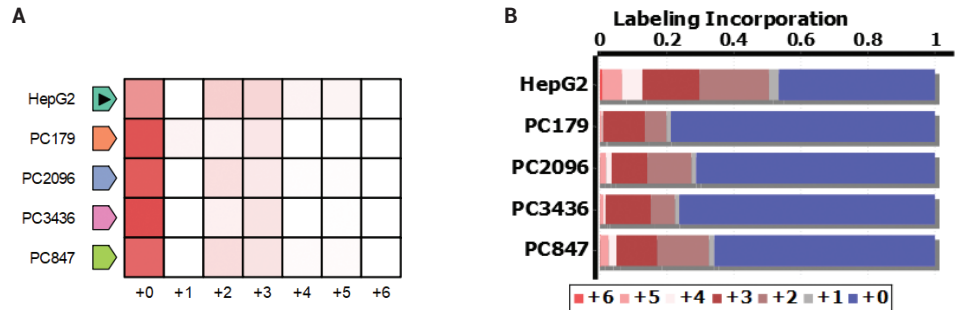 A
HepG2
PC179
PC2096
PC3436
PC847
+0 +1 +2 +3 +4 +5 +6
B
Labeling Incorporation
0 0.2 0.4 0.6 0.8 1
HepG2
PC179
PC2096
PC3436
PC847
+6 +5 +4 +3 +2 +1 +0